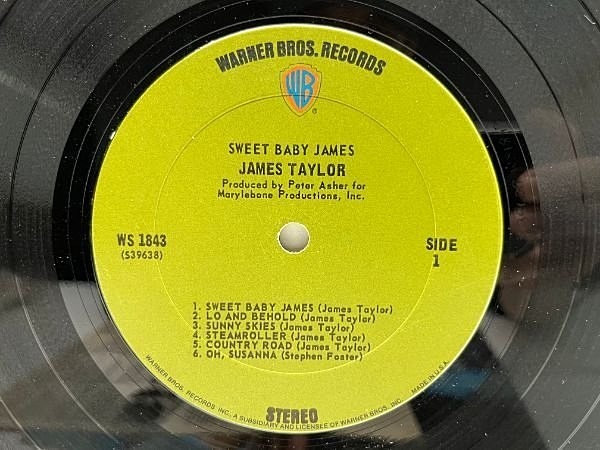 WARNER BROS. RECORDS
WB
®
SWEET BABY JAMES
JAMES TAYLOR
Produced by Peter Asher for
Marylebone Productions, Inc.
WS 1843
(S39638)
SIDE
1
1. SWEET BABY JAMES (James Taylor)
2. LO AND BEHOLD (James Taylor)
3. SUNNY SKIES (James Taylor)
4. STEAMROLLER (James Taylor)
5. COUNTRY ROAD (James Taylor)
6. OH, SUSANNA (Stephen Foster)
WARNER BROS. RECORDS INC. A SUBSIDIARY AND LICENSEE OF WARNER BROS. INC. MADE IN U.S.A.
STEREO